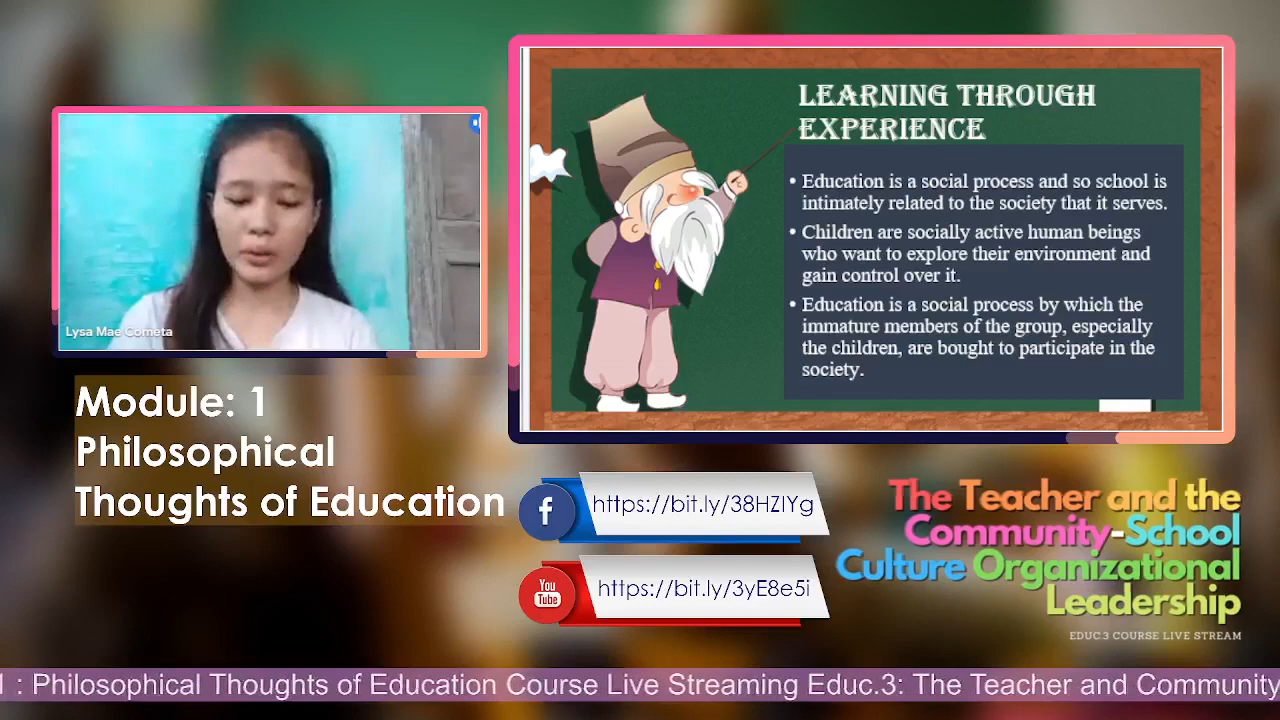 LEARNING THROUGH
EXPERIENCE
• Education is a social process and so school is
intimately related to the society that it serves.
• Children are socially active human beings
who want to explore their environment and
gain control over it.
• Education is a social process by which the
immature members of the group, especially
the children, are bought to participate in the
society.
Lysa Mae Cometa
Module: 1
Philosophical
Thoughts of Education
f
https://bit.ly/38HZIYg
You
Tube
https://bit.ly/3yE8e5i
The Teacher and the
Community-School
Culture Organizational
Leadership
EDUC.3 COURSE LIVE STREAM
1 : Philosophical Thoughts of Education Course Live Streaming Educ.3: The Teacher and Community